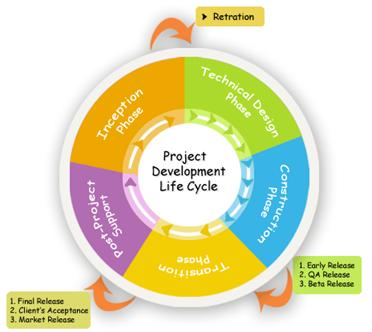 Retration
Inception
Phase
Technical Design
Phase
Project
Development
Life Cycle
Construction
Phase
Post-Project
Support
Transition
Phase
1. Early Release
2. QA Release
3. Beta Release
1. Final Release
2. Client's Acceptance
3. Market Release